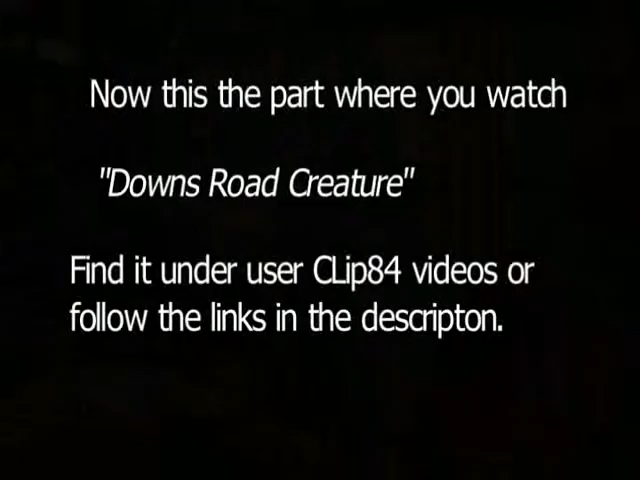 Now this the part where you watch
"Downs Road Creature"
Find it under user CLip84 videos or
follow the links in the descripton.